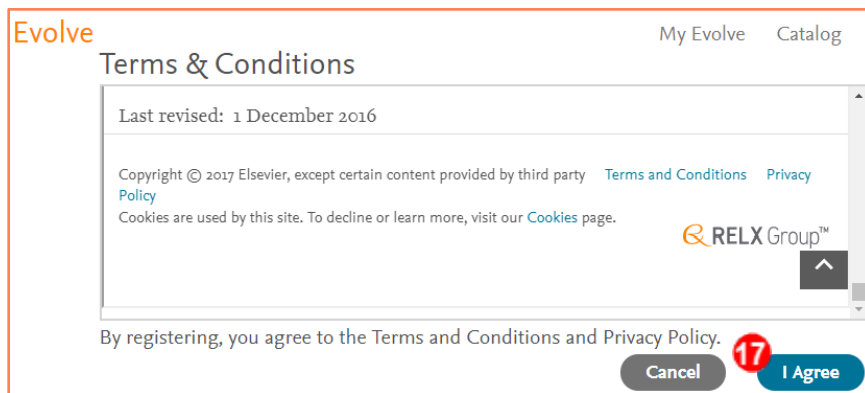 Evolve
My Evolve Catalog
Terms & Conditions
Last revised: 1 December 2016
Copyright © 2017 Elsevier, except certain content provided by third party Terms and Conditions Privacy
Policy
Cookies are used by this site. To decline or learn more, visit our Cookies page.
RELX Group™
By registering, you agree to the Terms and Conditions and Privacy Policy.
17
Cancel I Agree